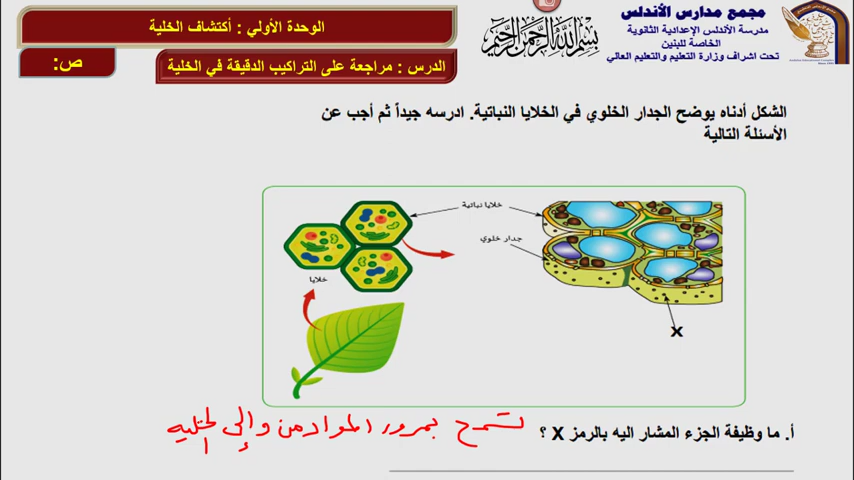 مجمع مدارس الأندلس
مدرسة الأندلس الإعدادية الثانوية
الخاصة للبنين
تحت اشراف وزارة التربية والتعليم العالي
بسم الله الرحمن الرحيم
الوحدة الأولي : أكتشاف الخلية
الدرس : مراجعة على التراكيب الدقيقة في الخلية
ص:
الشكل أدناه يوضح الجدار الخلوي في الخلايا النباتية. ادرسه جيداً ثم أجب عن
الأسئلة التالية
خلايا نباتية
جدار خلوي
خلايا
X
أ. ما وظيفة الجزء المشار اليه بالرمز X ؟
تسمح بمرور المواد من وإلى الخليه